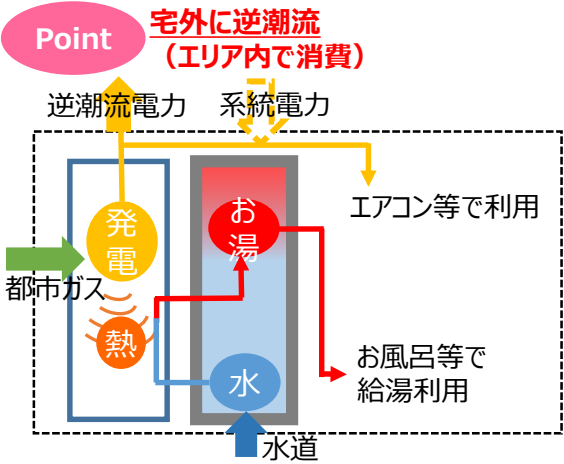 Point
宅外に逆潮流
（エリア内で消費）
逆潮流電力
系統電力
発
電
お
湯
エアコン等で利用
都市ガス
熱
水
お風呂等で
給湯利用
水道